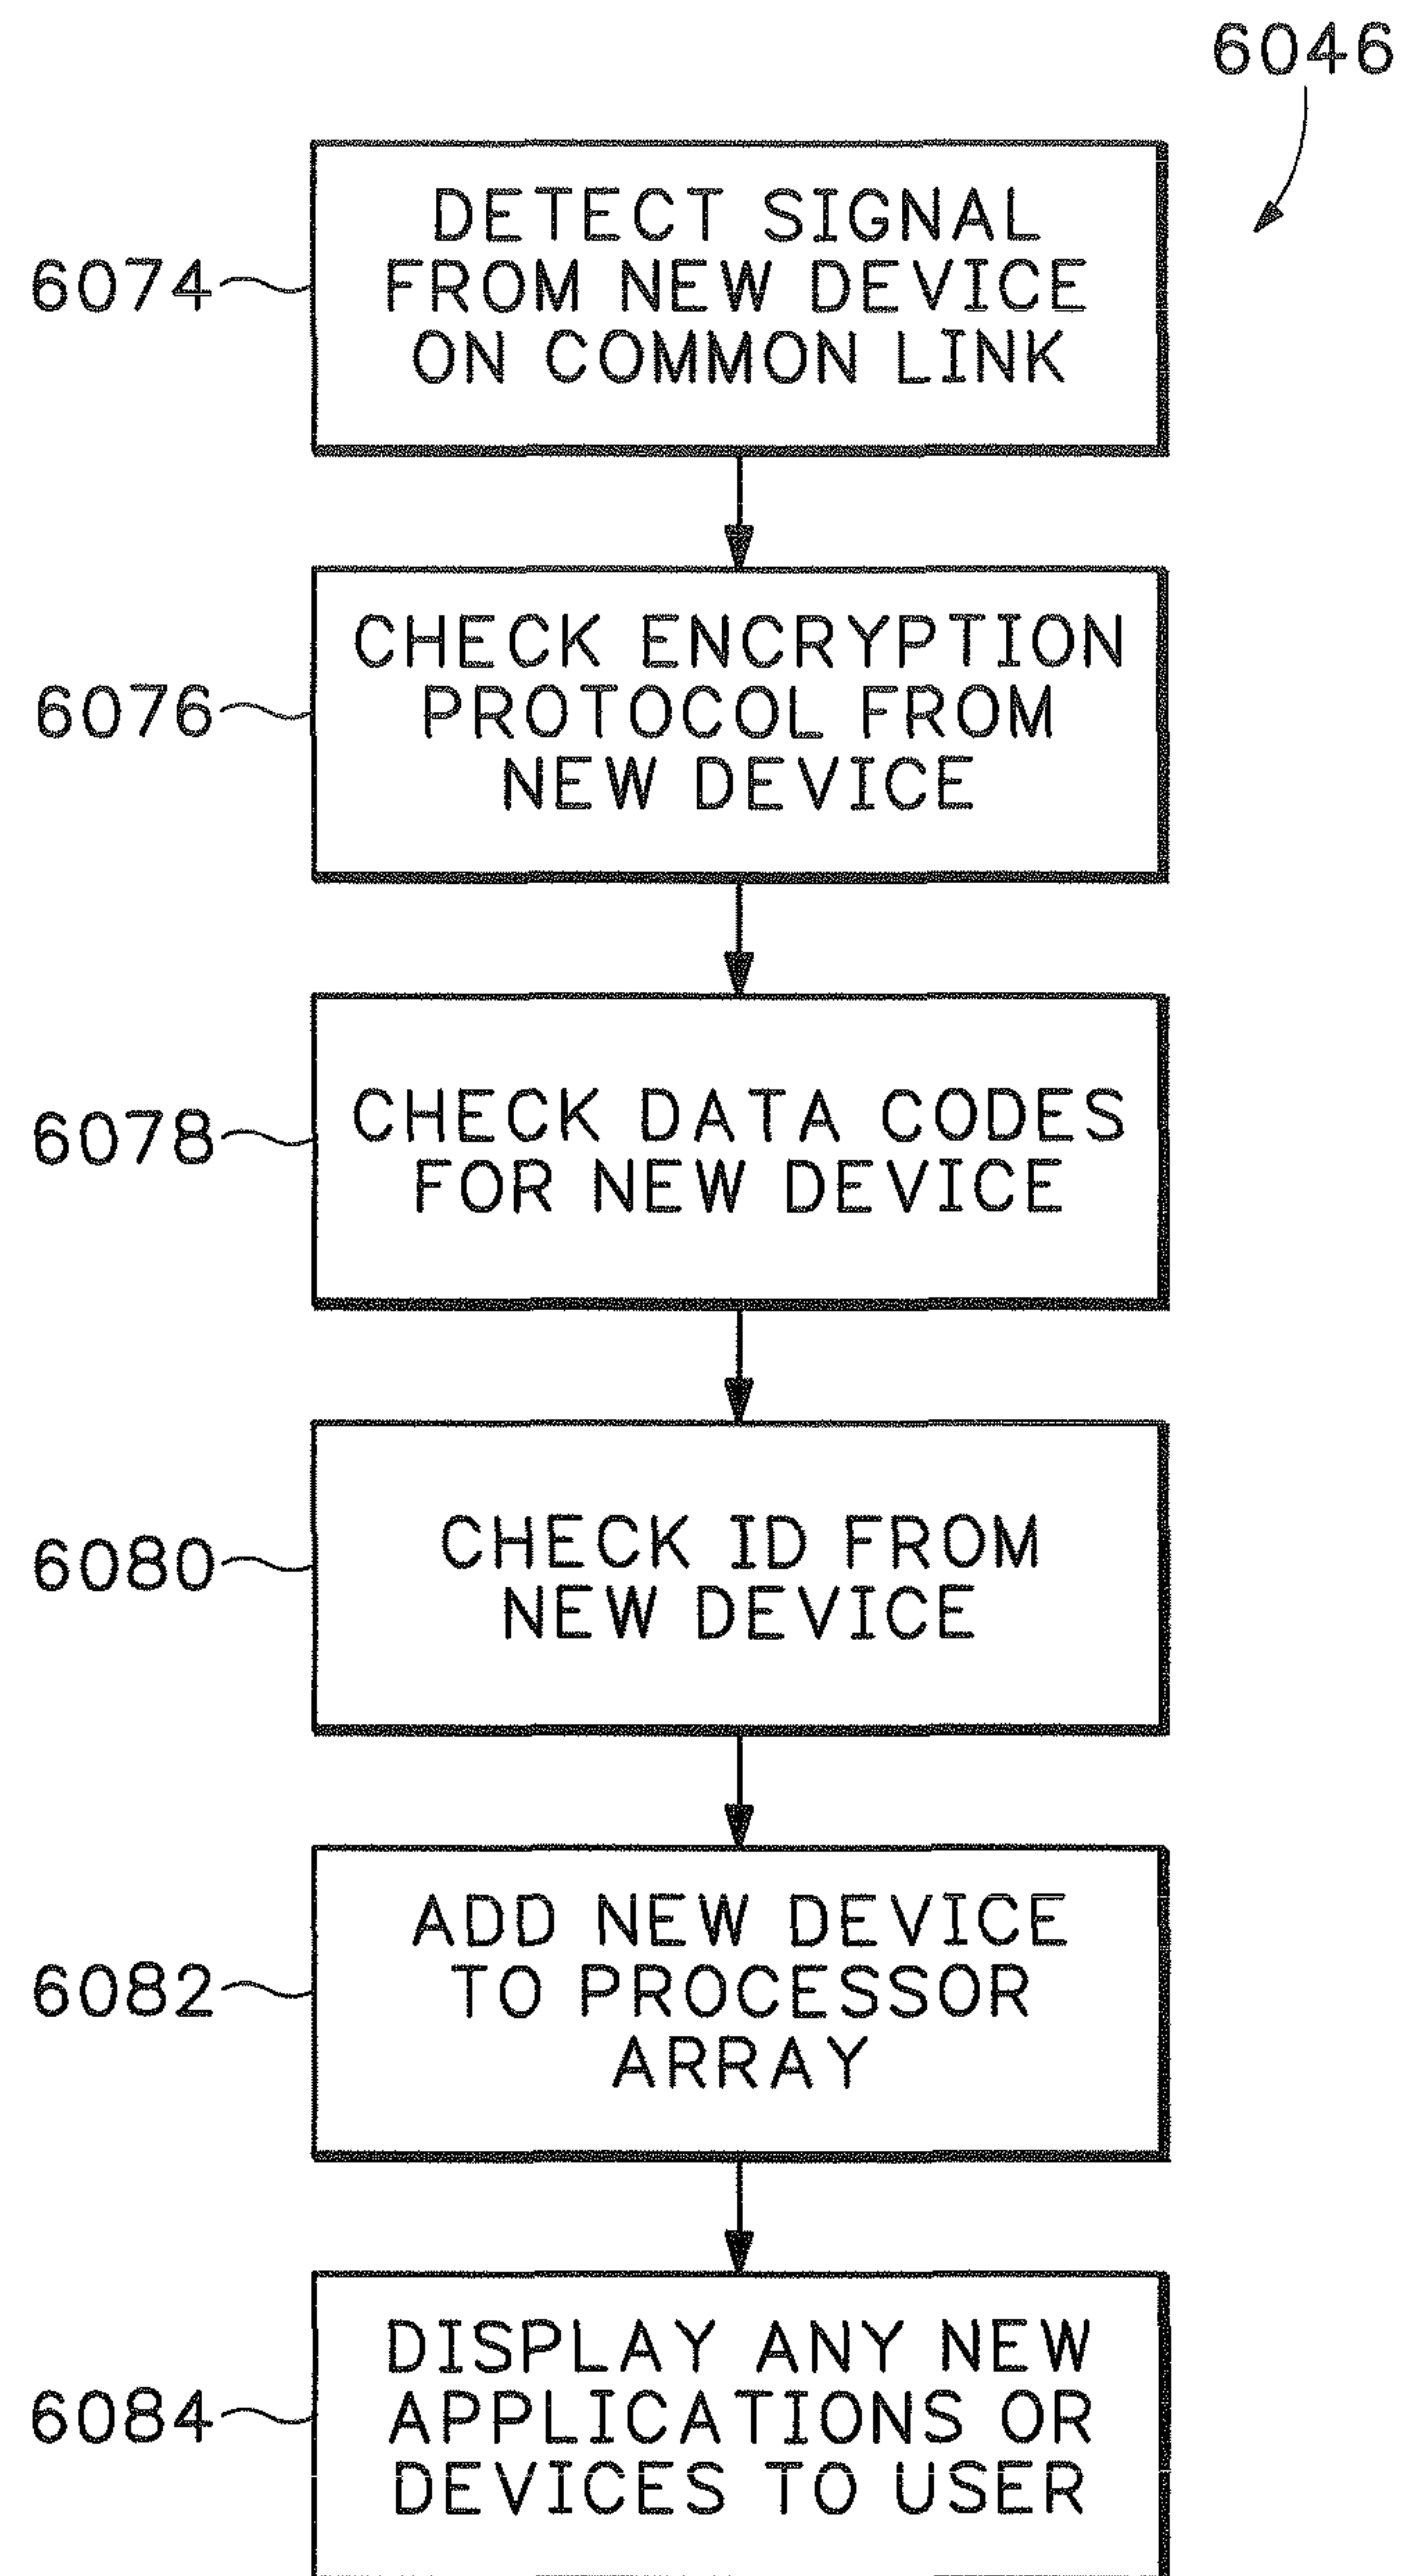 6046
DETECT SIGNAL
FROM NEW DEVICE
ON COMMON LINK
6074
CHECK ENCRYPTION
PROTOCOL FROM
NEW DEVICE
6076
CHECK DATA CODES
FOR NEW DEVICE
6078
CHECK ID FROM
NEW DEVICE
6080
ADD NEW DEVICE
TO PROCESSOR
ARRAY
6082
DISPLAY ANY NEW
APPLICATIONS OR
DEVICES TO USER
6084